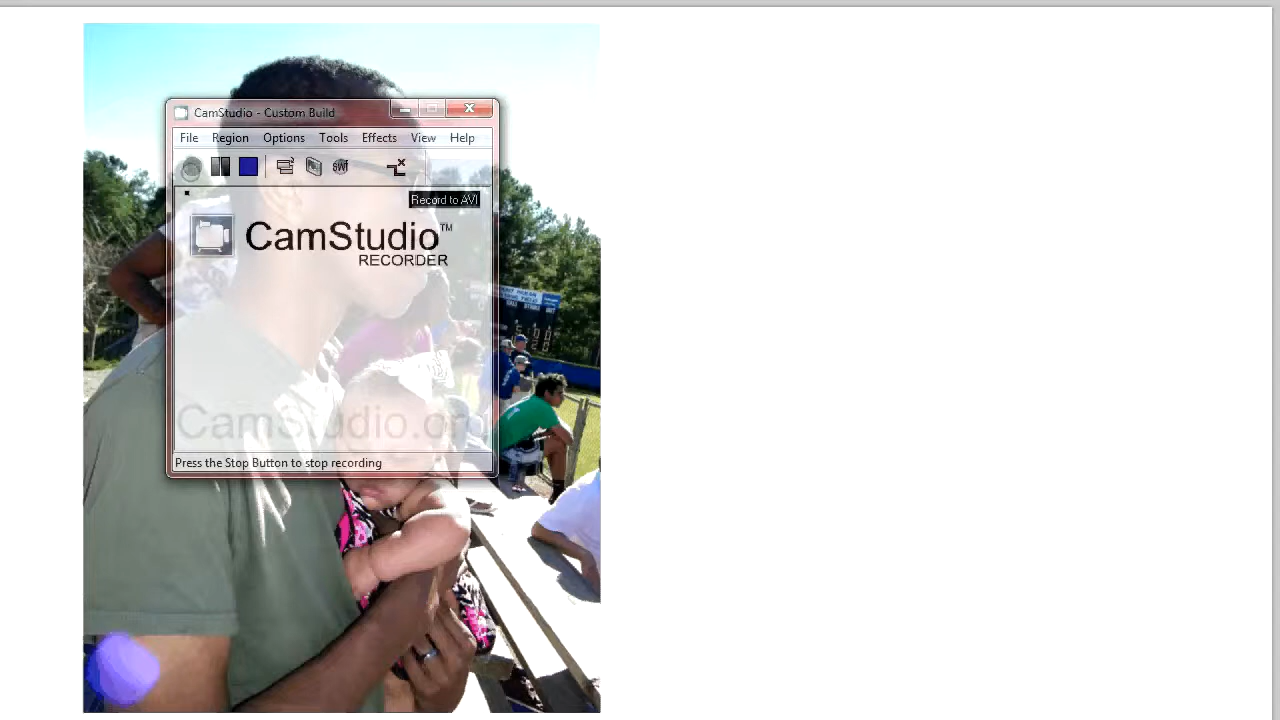 CamStudio - Custom Build
File Region Options Tools Effects View Help
SWF
Record to AVI
CamStudio™
RECORDER
CamStudio.org
Press the Stop Button to stop recording